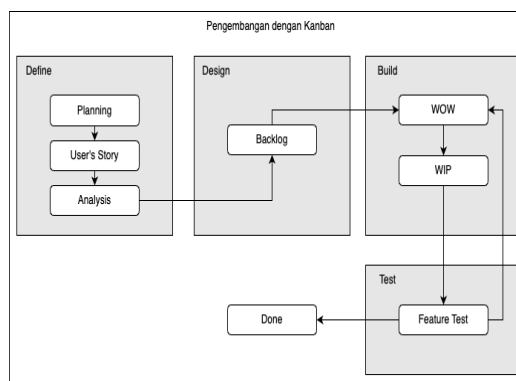 Pengembangan dengan Kanban
Define
Planning
User's Story
Analysis
Design
Backlog
Build
WOW
WIP
Test
Feature Test
Done